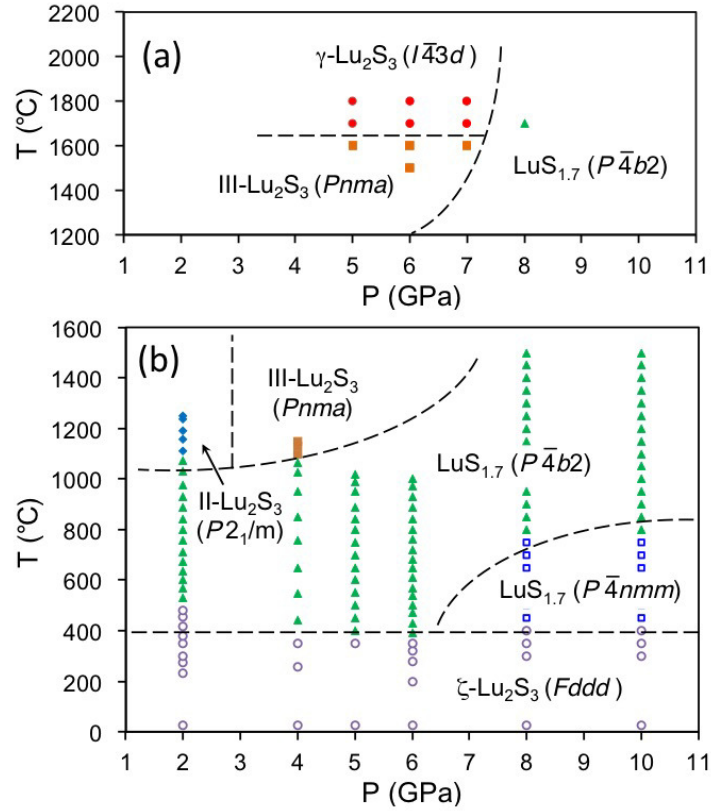 (a)
γ-Lu₂S₃ (I4̅3d)
III-Lu₂S₃ (Pnma)
LuS₁.₇ (P4̅b2)
2200
2000
1800
1600
1400
1200
T (°C)
1 2 3 4 5 6 7 8 9 10 11
P (GPa)
(b)
III-Lu₂S₃
(Pnma)
II-Lu₂S₃
(P2₁/m)
LuS₁.₇ (P4̅b2)
LuS₁.₇ (P4̅nmm)
ζ-Lu₂S₃ (Fddd)
1600
1400
1200
1000
800
600
400
200
0
T (°C)
1 2 3 4 5 6 7 8 9 10 11
P (GPa)